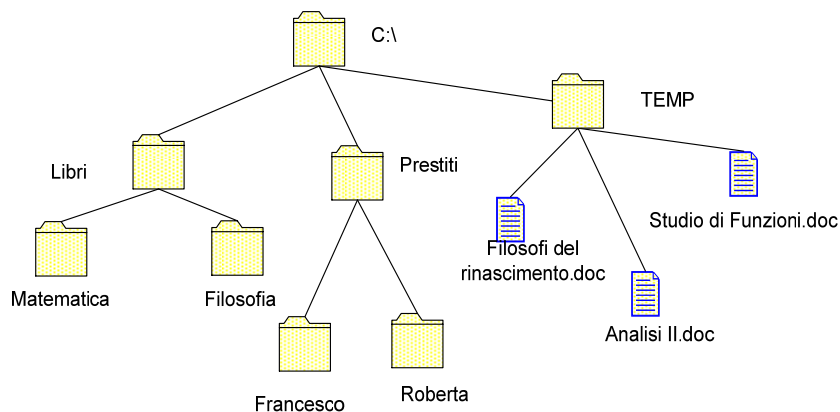 C:\
TEMP
Libri
Prestiti
Studio di Funzioni.doc
Filosofi del
rinascimento.doc
Matematica
Filosofia
Analisi II.doc
Francesco
Roberta